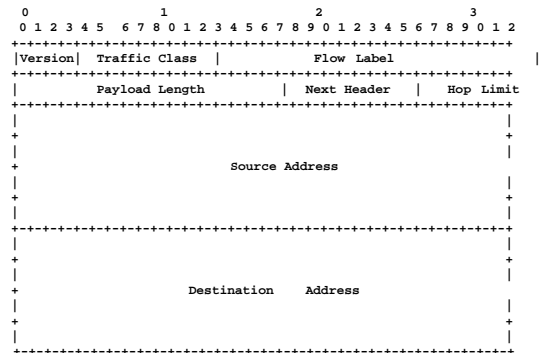 0 1 2 3
0 1 2 3 4 5 6 7 8 0 1 2 3 4 5 6 7 8 9 0 1 2 3 4 5 6 7 8 9 0 1 2
+-+-+-+-+-+-+-+-+-+-+-+-+-+-+-+-+-+-+-+-+-+-+-+-+-+-+-+-+-+-+-+-+
|Version| Traffic Class | Flow Label |
+-+-+-+-+-+-+-+-+-+-+-+-+-+-+-+-+-+-+-+-+-+-+-+-+-+-+-+-+-+-+-+-+
| Payload Length | Next Header | Hop Limit
+-+-+-+-+-+-+-+-+-+-+-+-+-+-+-+-+-+-+-+-+-+-+-+-+-+-+-+-+-+-+-+-+
| |
+ +
| |
+ Source Address
| |
+ +
| |
+-+-+-+-+-+-+-+-+-+-+-+-+-+-+-+-+-+-+-+-+-+-+-+-+-+-+-+-+-+-+-+-+
| |
+ +
| |
+ Destination Address
| |
+ +
| |
+-+-+-+-+-+-+-+-+-+-+-+-+-+-+-+-+-+-+-+-+-+-+-+-+-+-+-+-+-+-+-+-+